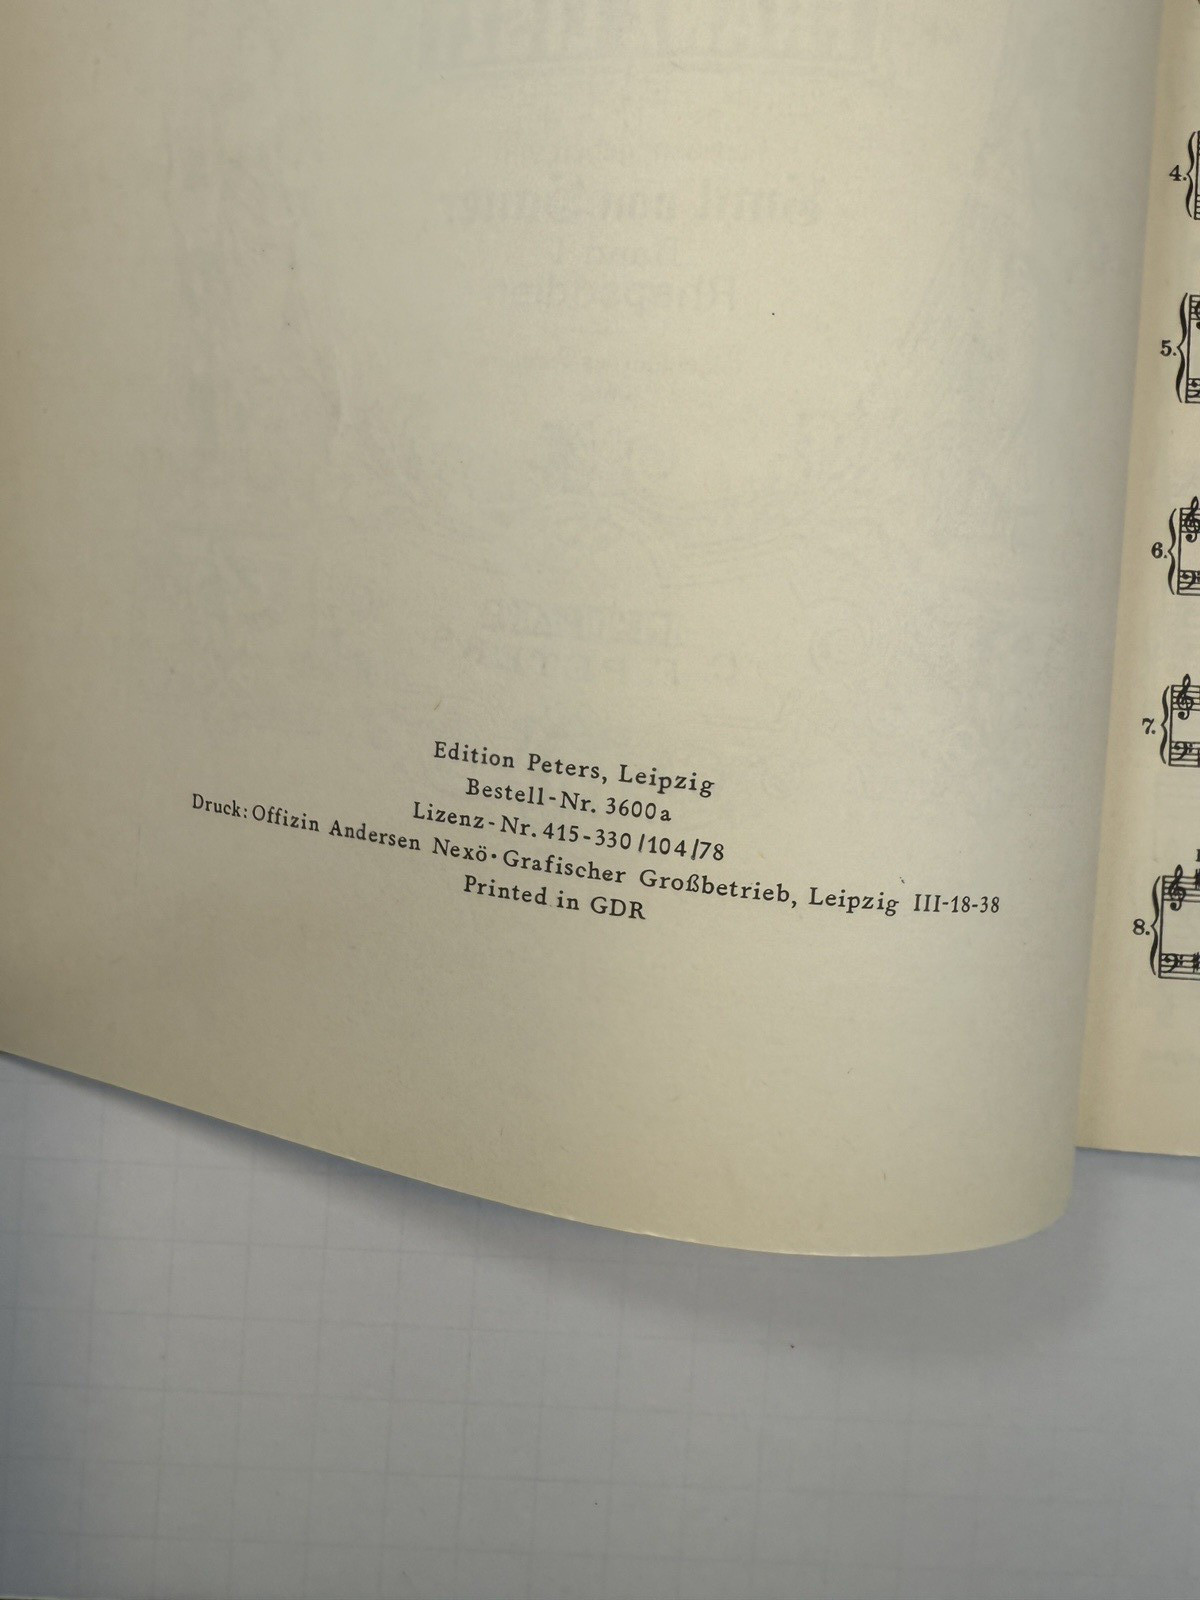 Edition Peters, Leipzig
Bestell-Nr. 3600a
Lizenz-Nr. 415-330/104/78
Druck: Offizin Andersen Nexö · Grafischer Großbetrieb, Leipzig III-18-38
Printed in GDR
4.
5.
6.
7.
8.